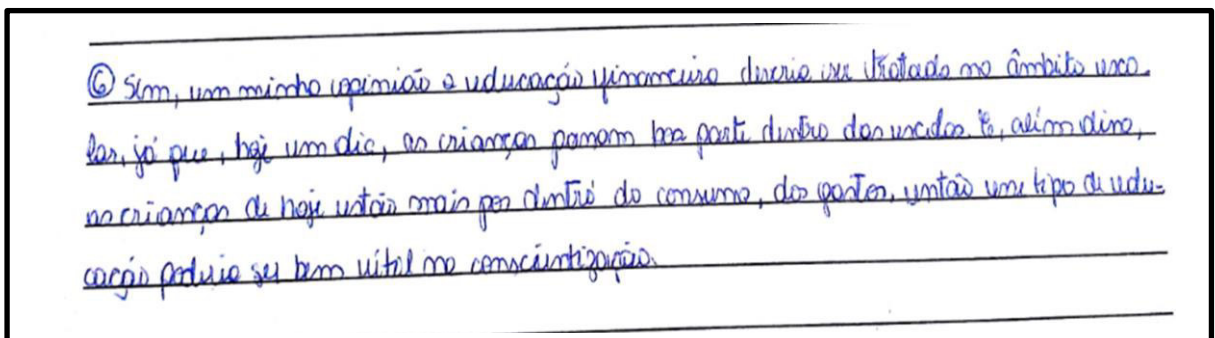 ⑥ Sim, em minha opinião a educação financeira deveria ser tratada no âmbito esco-
lar, já que, hoje em dia, as crianças passam boa parte dentro das escolas. E, além disso,
as crianças de hoje estão mais por dentro do consumo, dos gastos, então esse tipo de edu-
cação poderia ser bem vital na conscientização.